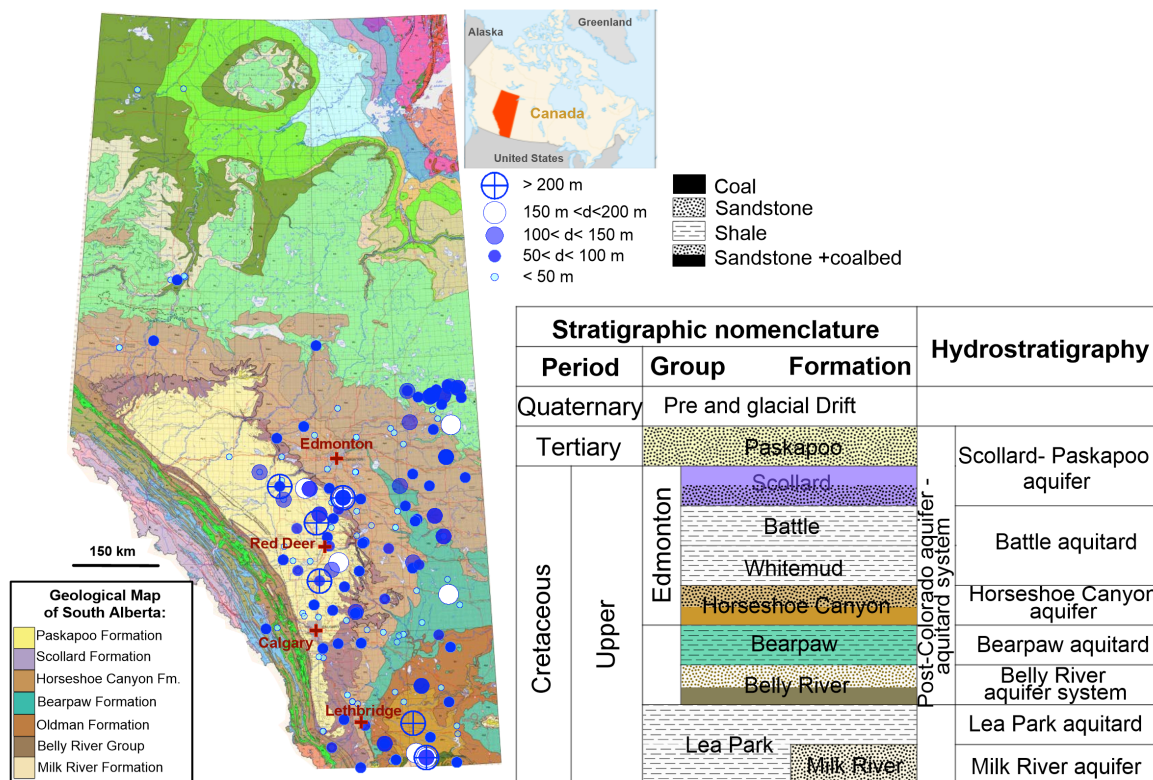 Alaska
Greenland
Canada
United States
> 200 m
150 m <d<200 m
100< d< 150 m
50< d< 100 m
< 50 m
Coal
Sandstone
Shale
Sandstone +coalbed
Edmonton
Red Deer
Calgary
Lethbridge
150 km
Geological Map
of South Alberta:
Paskapoo Formation
Scollard Formation
Horseshoe Canyon Fm.
Bearpaw Formation
Oldman Formation
Belly River Group
Milk River Formation
Stratigraphic nomenclature
Hydrostratigraphy
Period
Group
Formation
Quaternary
Pre and glacial Drift
Tertiary
Paskapoo
Scollard- Paskapoo
aquifer
Cretaceous
Upper
Edmonton
Scollard
Battle
Whitemud
Battle aquitard
Horseshoe Canyon
Horseshoe Canyon
aquifer
Bearpaw
Bearpaw aquitard
Belly River
Belly River
aquifer system
Lea Park
Lea Park aquitard
Milk River
Milk River aquifer
Post-Colorado aquifer -
aquitard system